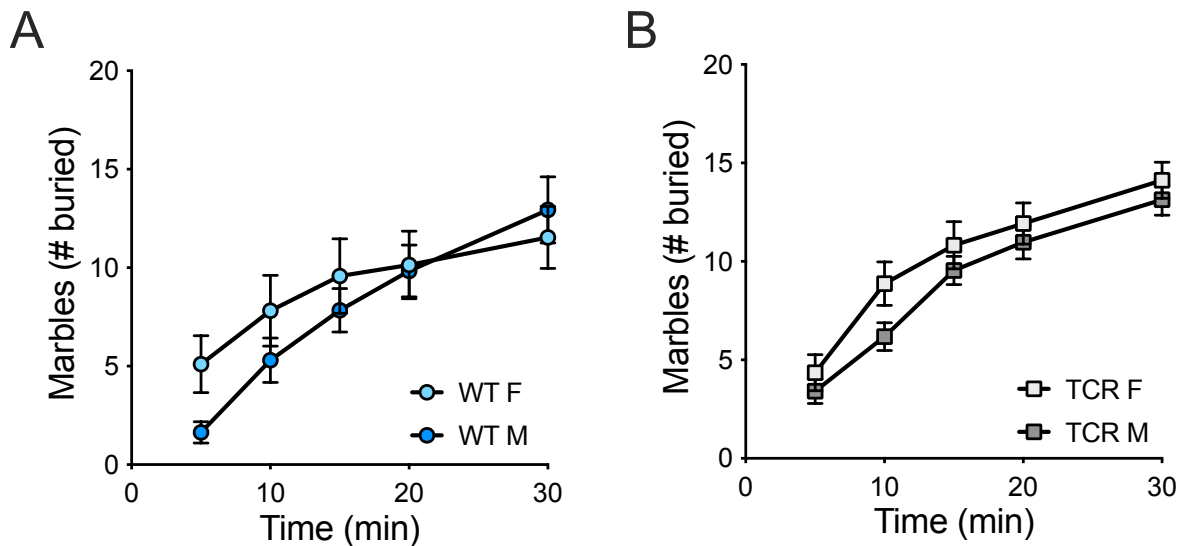 A
Marbles (# buried)
20
15
10
5
0
0 10 20 30
Time (min)
WT F
WT M
B
Marbles (# buried)
20
15
10
5
0
0 10 20 30
Time (min)
TCR F
TCR M